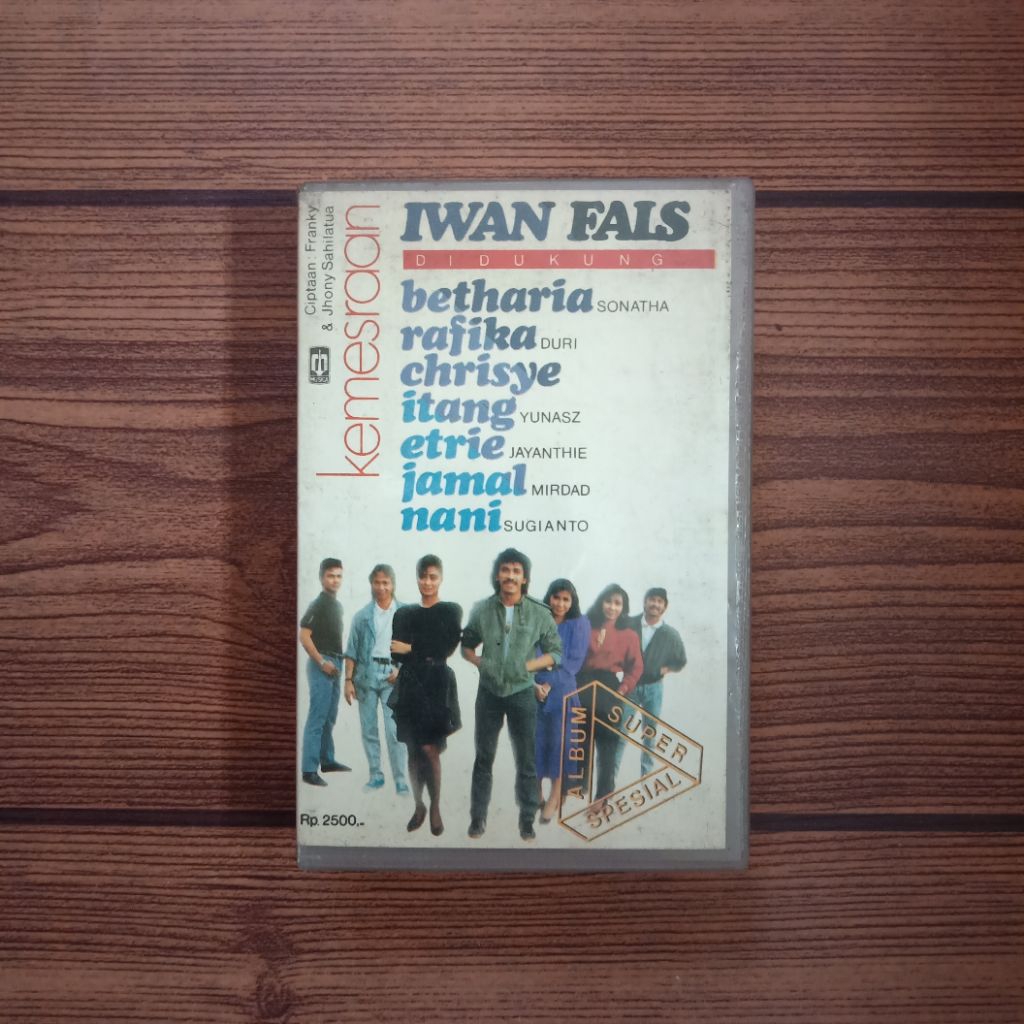 Ciptaan : Franky
& Jhony Sahilatua
MUSICA
kemesraan
IWAN FALS
DIDUKUNG
betharia SONATHA
rafika DURI
chrisye
itang YUNASZ
etrie JAYANTHIE
jamal MIRDAD
nani SUGIANTO
ALBUM
SUPER
SPESIAL
Rp. 2500,-